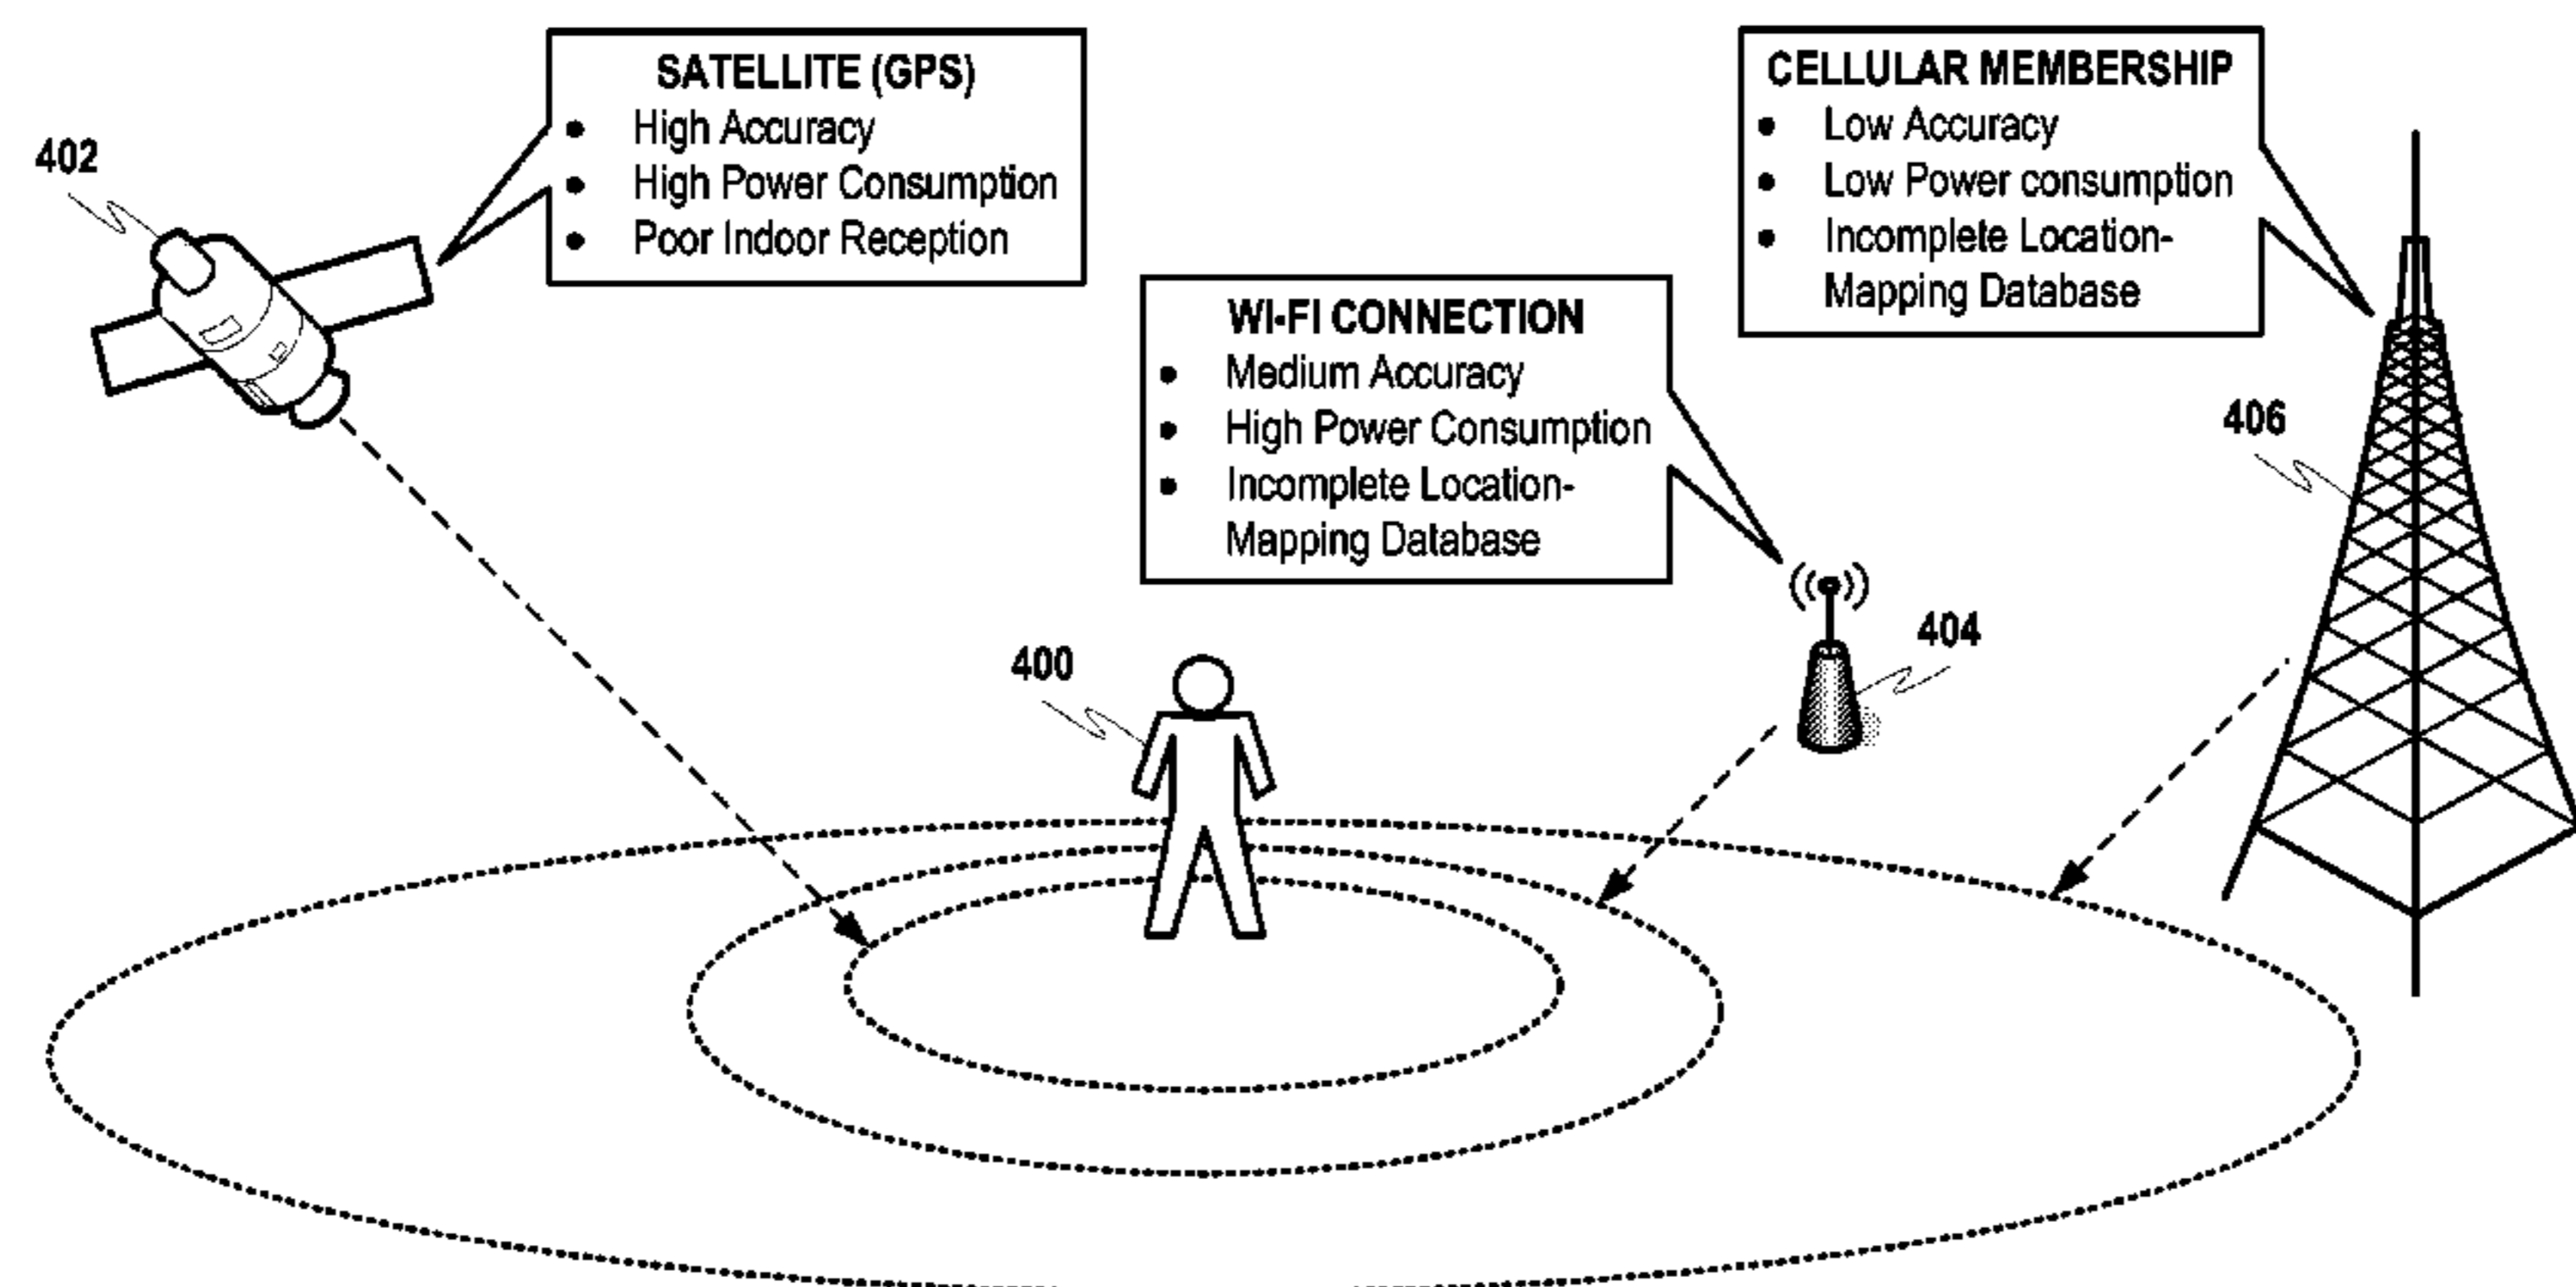 402
SATELLITE (GPS)
• High Accuracy
• High Power Consumption
• Poor Indoor Reception
CELLULAR MEMBERSHIP
• Low Accuracy
• Low Power consumption
• Incomplete Location-
Mapping Database
WI-FI CONNECTION
• Medium Accuracy
• High Power Consumption
• Incomplete Location-
Mapping Database
406
404
400